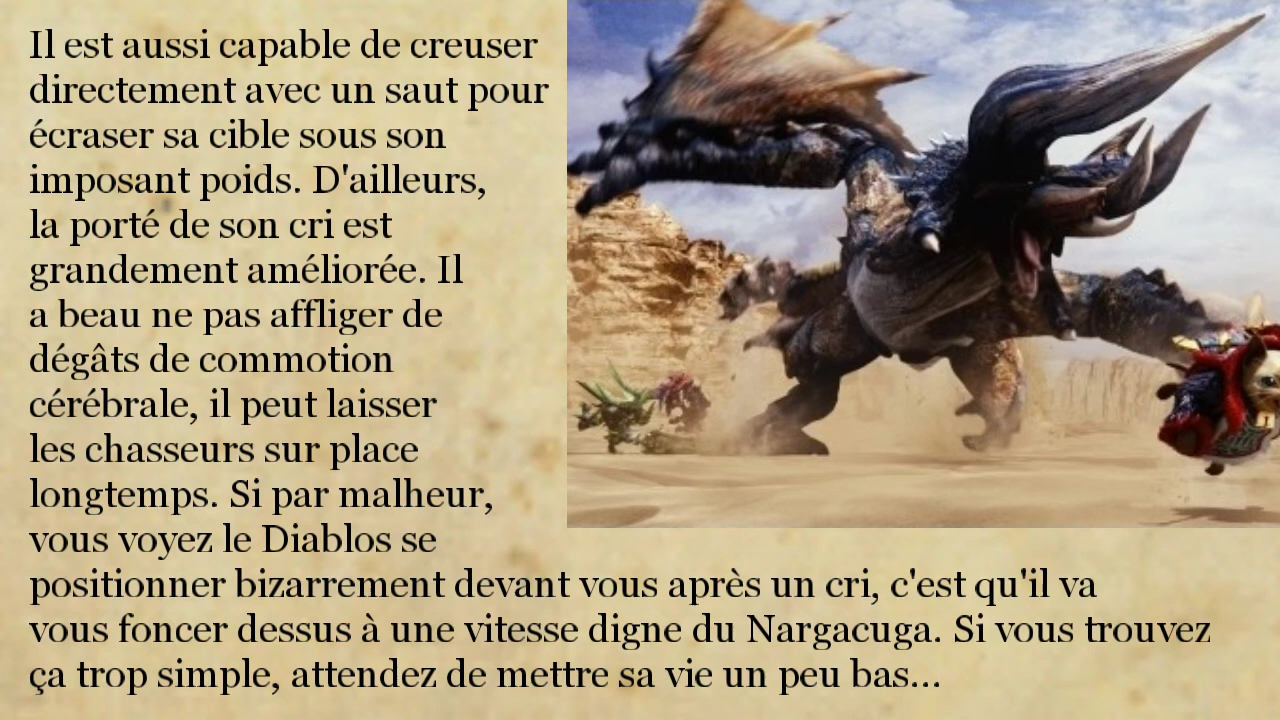 Il est aussi capable de creuser
directement avec un saut pour
écraser sa cible sous son
imposant poids. D'ailleurs,
la porté de son cri est
grandement améliorée. Il
a beau ne pas affliger de
dégâts de commotion
cérébrale, il peut laisser
les chasseurs sur place
longtemps. Si par malheur,
vous voyez le Diablos se
positionner bizarrement devant vous après un cri, c'est qu'il va
vous foncer dessus à une vitesse digne du Nargacuga. Si vous trouvez
ça trop simple, attendez de mettre sa vie un peu bas...